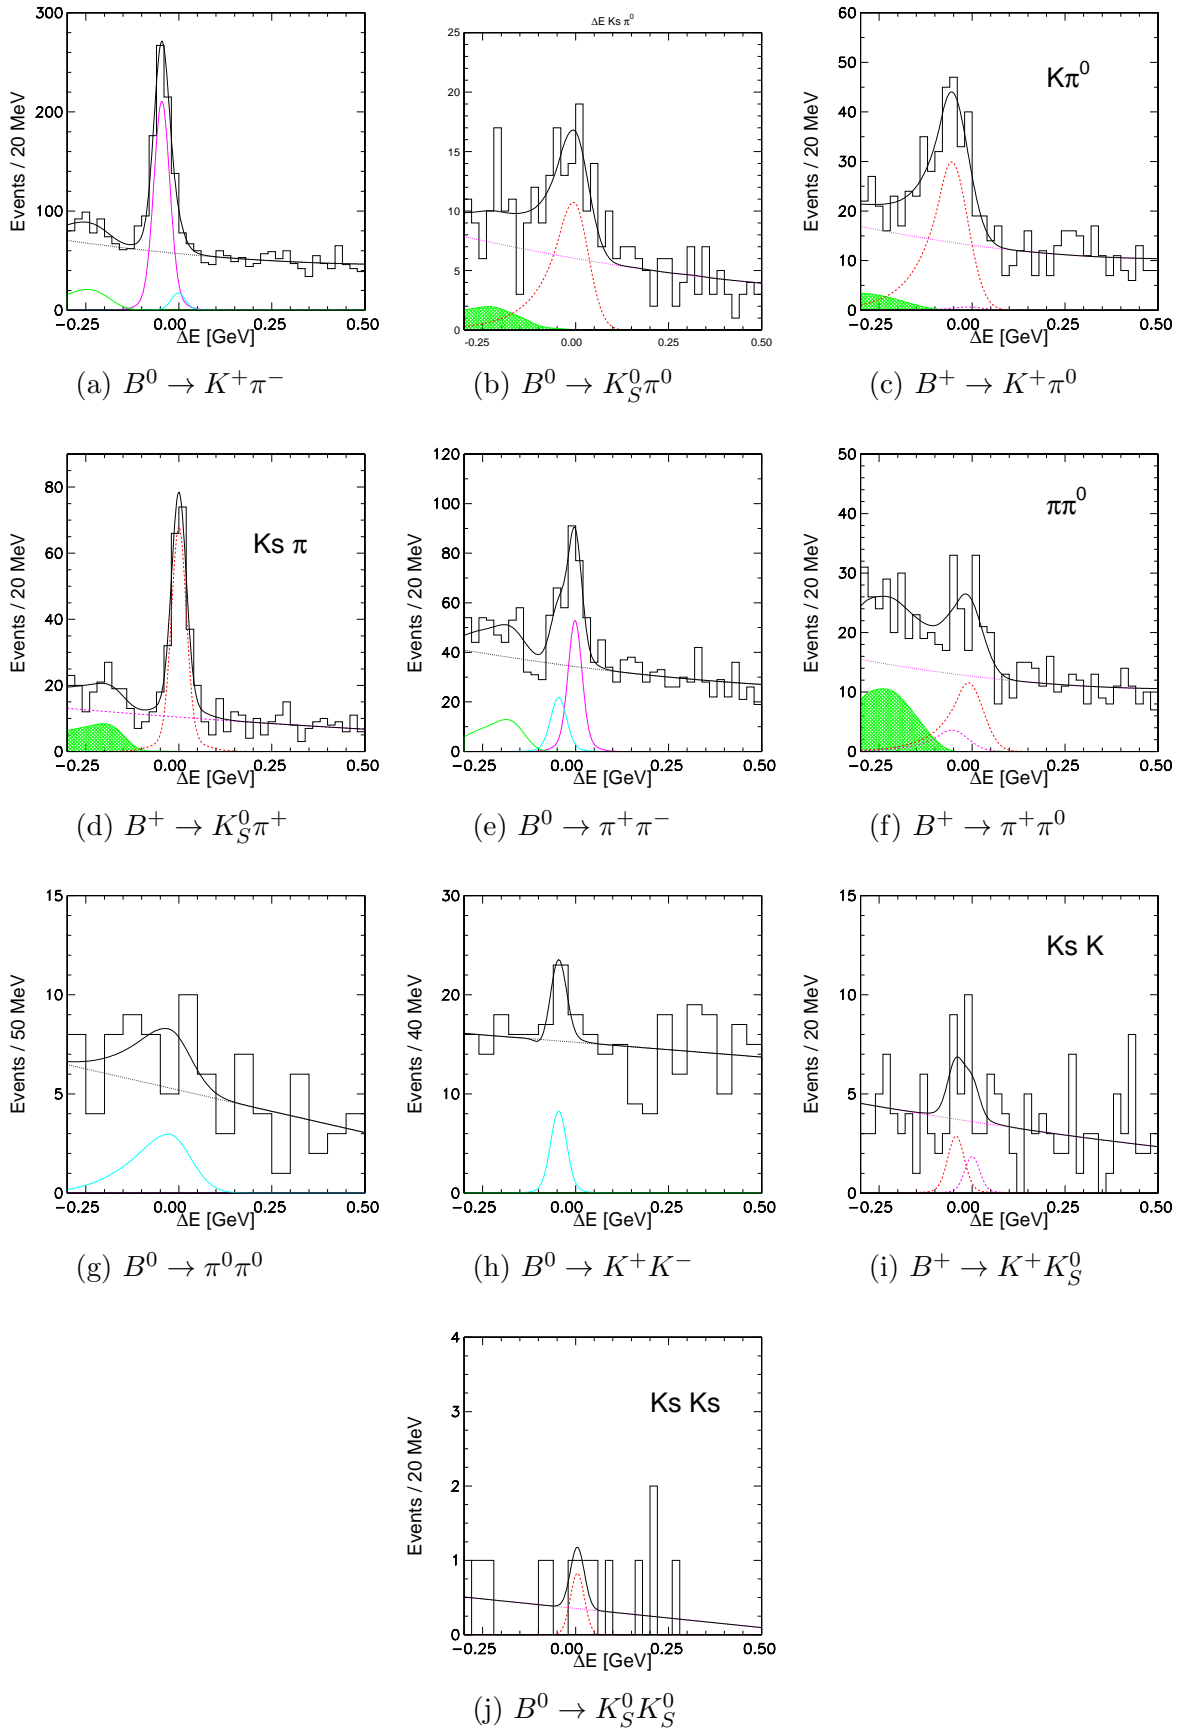 300
200
100
0
Events / 20 MeV
-0.25 0.00 0.25 0.50
ΔE [GeV]
(a) B⁰ → K⁺π⁻
ΔE Ks π⁰
25
20
15
10
5
0
Events / 20 MeV
-0.25 0.00 0.25 0.50
ΔE [GeV]
(b) B⁰ → K_S⁰π⁰
60
50
40
30
20
10
0
Events / 20 MeV
Kπ⁰
-0.25 0.00 0.25 0.50
ΔE [GeV]
(c) B⁺ → K⁺π⁰
80
60
40
20
0
Events / 20 MeV
Ks π
-0.25 0.00 0.25 0.50
ΔE [GeV]
(d) B⁺ → K_S⁰π⁺
120
100
80
60
40
20
0
Events / 20 MeV
-0.25 0.00 0.25 0.50
ΔE [GeV]
(e) B⁰ → π⁺π⁻
50
40
30
20
10
0
Events / 20 MeV
ππ⁰
-0.25 0.00 0.25 0.50
ΔE [GeV]
(f) B⁺ → π⁺π⁰
15
10
5
0
Events / 50 MeV
-0.25 0.00 0.25 0.50
ΔE [GeV]
(g) B⁰ → π⁰π⁰
30
20
10
0
Events / 40 MeV
-0.25 0.00 0.25 0.50
ΔE [GeV]
(h) B⁰ → K⁺K⁻
15
10
5
0
Events / 20 MeV
Ks K
-0.25 0.00 0.25 0.50
ΔE [GeV]
(i) B⁺ → K⁺K_S⁰
4
3
2
1
0
Events / 20 MeV
Ks Ks
-0.25 0.00 0.25 0.50
ΔE [GeV]
(j) B⁰ → K_S⁰K_S⁰